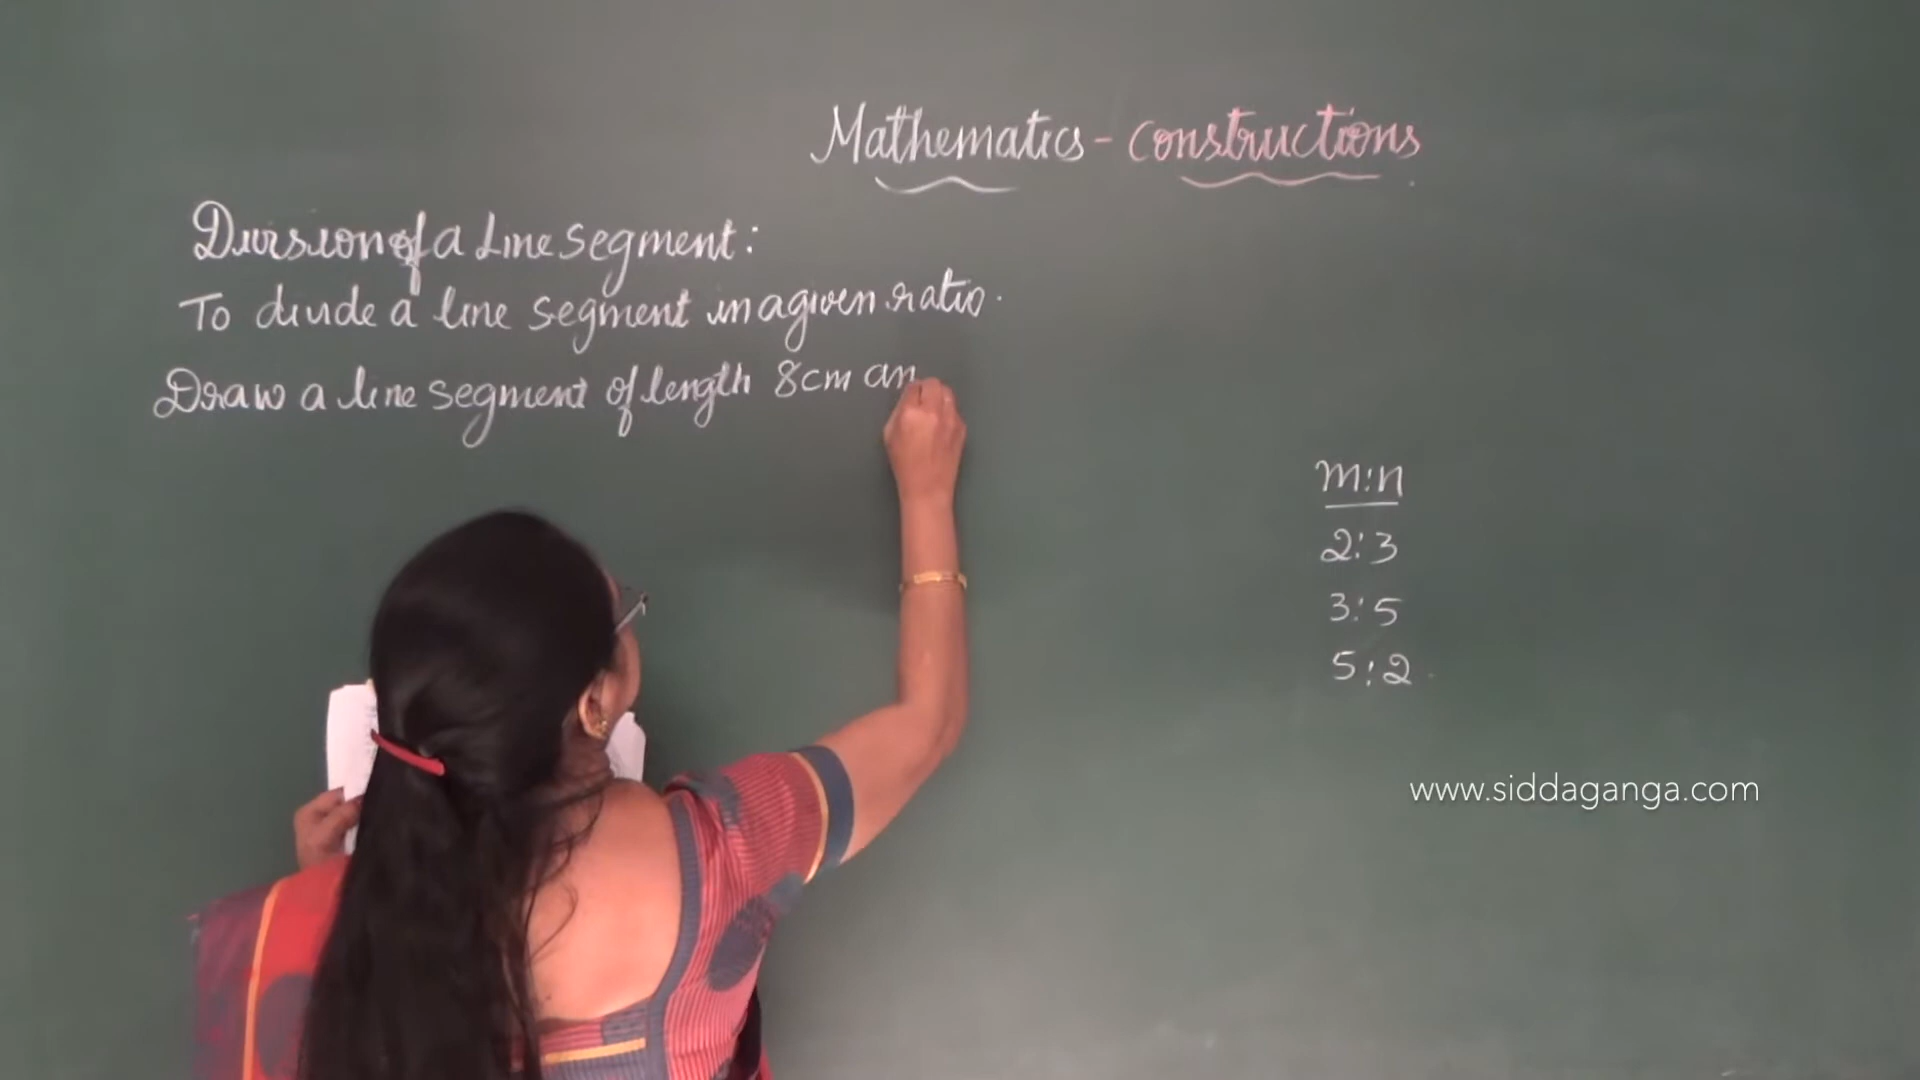 Mathematics - constructions
Division of a Line segment:
To divide a line segment in a given ratio.
Draw a line segment of length 8cm an
m:n
2:3
3:5
5:2
www.siddaganga.com